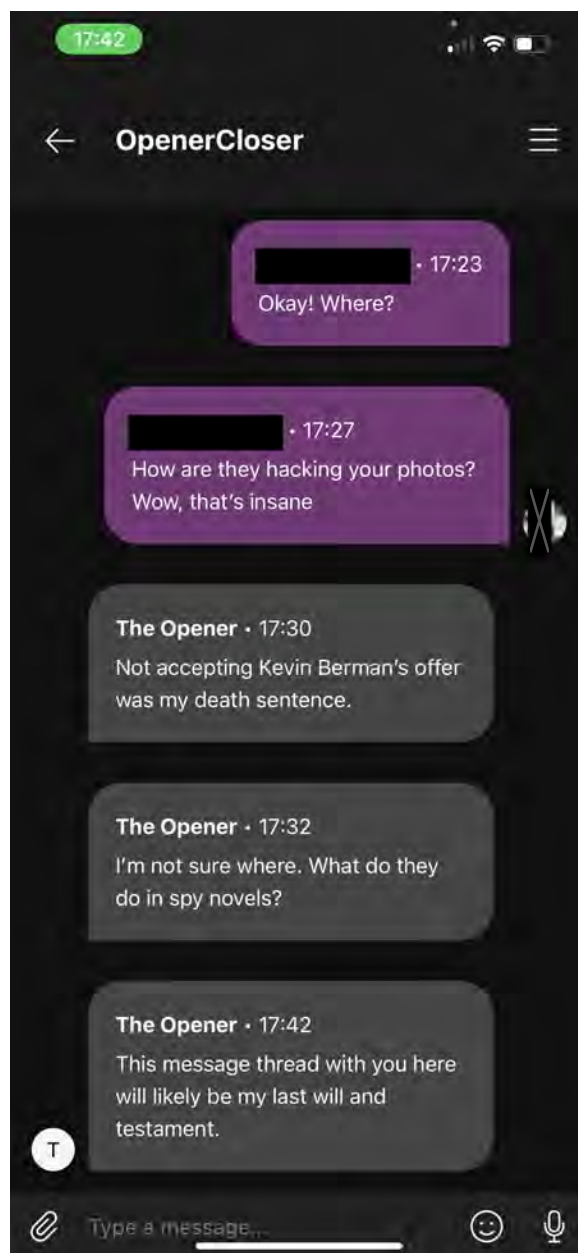 17:42
OpenerCloser
· 17:23
Okay! Where?
· 17:27
How are they hacking your photos?
Wow, that's insane
The Opener · 17:30
Not accepting Kevin Berman's offer
was my death sentence.
The Opener · 17:32
I'm not sure where. What do they
do in spy novels?
The Opener · 17:42
This message thread with you here
will likely be my last will and
testament.
T
Type a message...